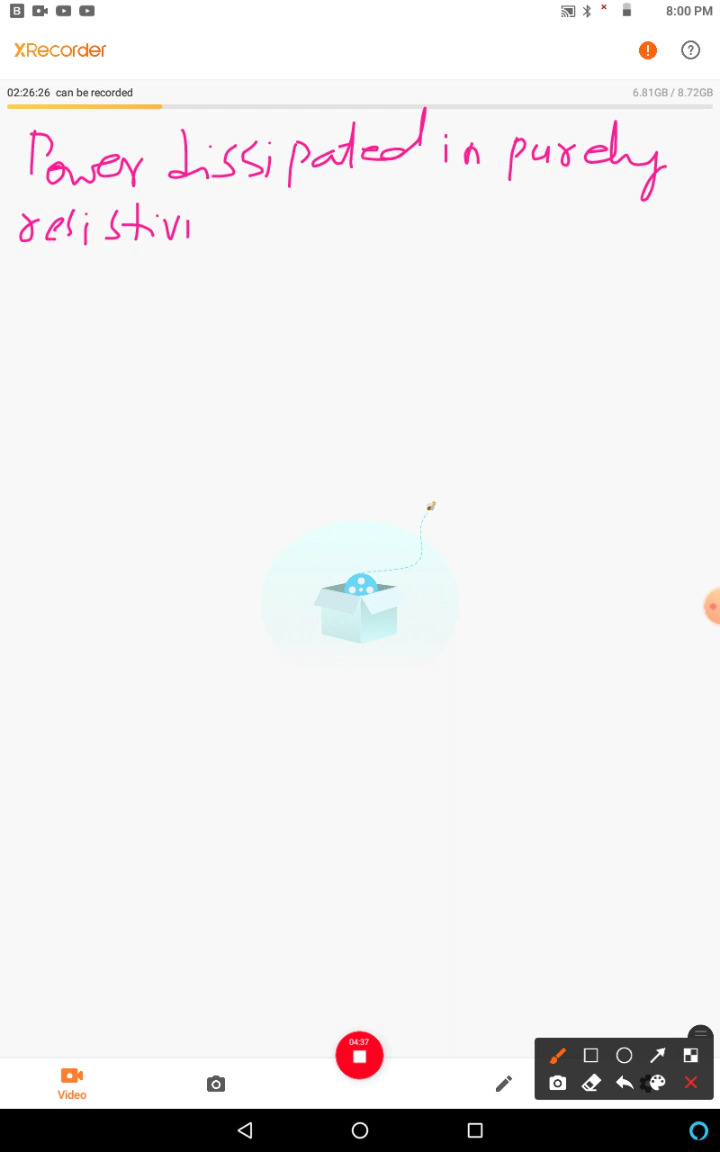 B
8:00 PM
XRecorder
02:26:26 can be recorded
6.81GB / 8.72GB
Power dissipated in purely
resistiv
04:37
Video